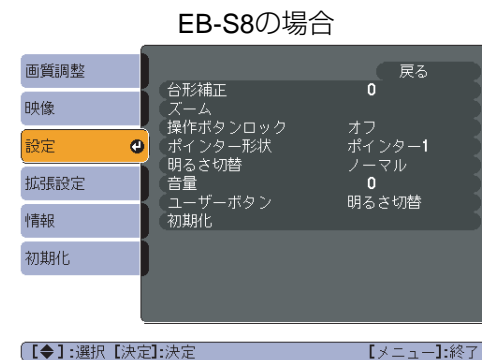 EB-S8の場合
画質調整
映像
設定
拡張設定
情報
初期化
戻る
台形補正 0
ズーム
操作ボタンロック オフ
ポインター形状 ポインター1
明るさ切替 ノーマル
音量 0
ユーザーボタン 明るさ切替
初期化
【◆】:選択 【決定】:決定 【メニュー】:終了